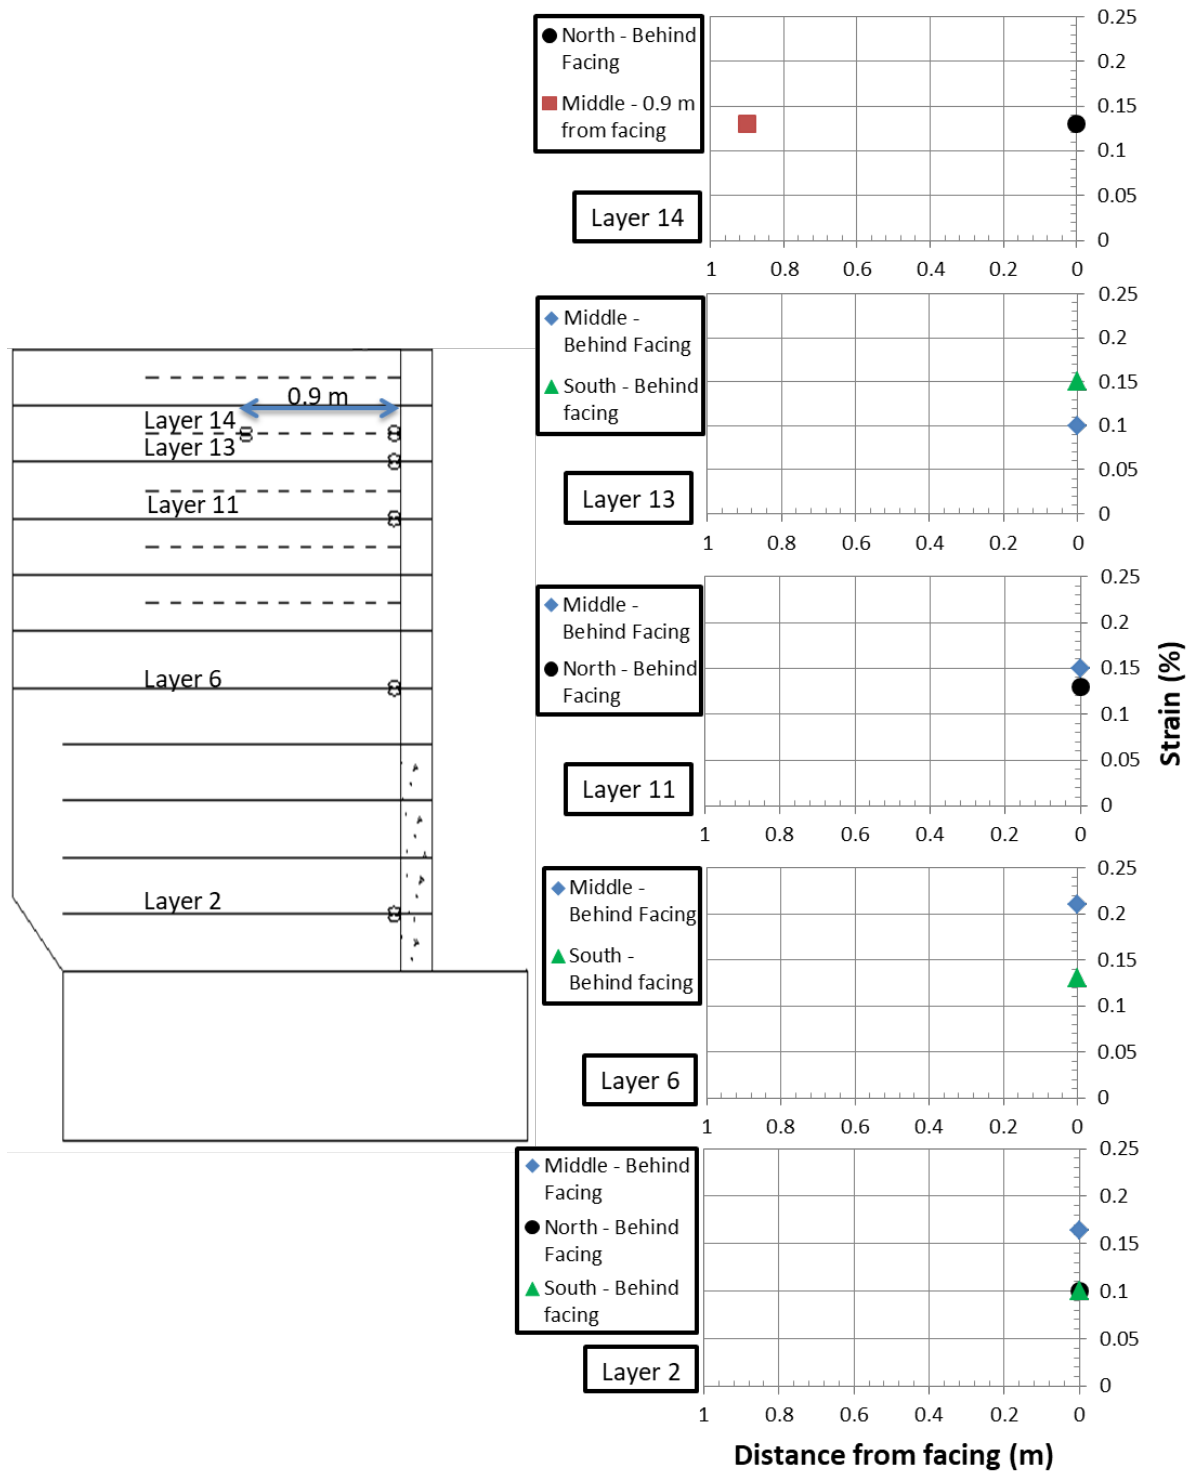 North - Behind
Facing
Middle - 0.9 m
from facing
Layer 14
0.25
0.2
0.15
0.1
0.05
0
1 0.8 0.6 0.4 0.2 0
Middle -
Behind Facing
South - Behind
facing
Layer 13
0.25
0.2
0.15
0.1
0.05
0
1 0.8 0.6 0.4 0.2 0
0.9 m
Layer 14
Layer 13
Layer 11
Layer 6
Layer 2
Middle -
Behind Facing
North - Behind
Facing
Layer 11
0.25
0.2
0.15
0.1
0.05
0
1 0.8 0.6 0.4 0.2 0
Strain (%)
Middle -
Behind Facing
South -
Behind facing
Layer 6
0.25
0.2
0.15
0.1
0.05
0
1 0.8 0.6 0.4 0.2 0
Middle - Behind
Facing
North - Behind
Facing
South - Behind
facing
Layer 2
0.25
0.2
0.15
0.1
0.05
0
1 0.8 0.6 0.4 0.2 0
Distance from facing (m)